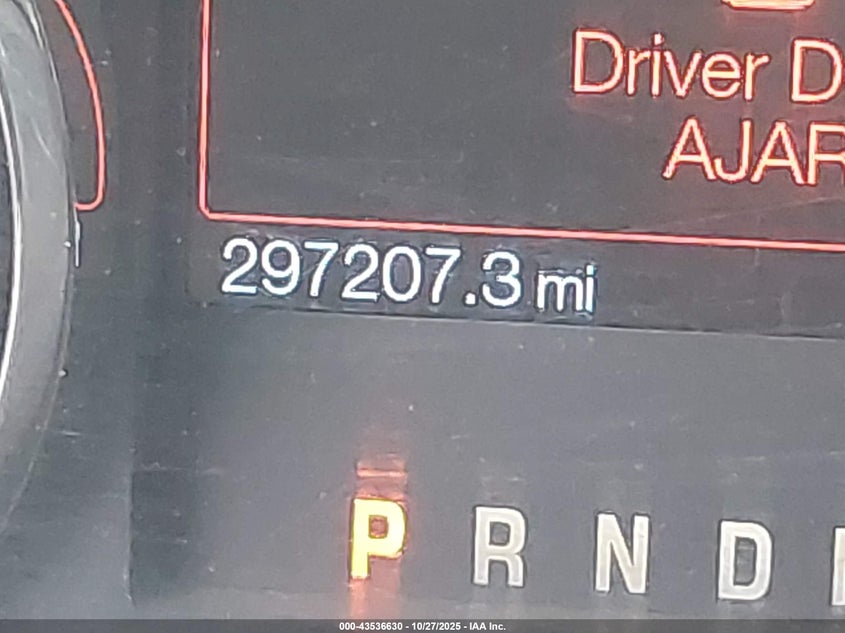 Driver D
AJAR
297207.3 mi
P R N D
000-43536630 - 10/27/2025 - IAA Inc.